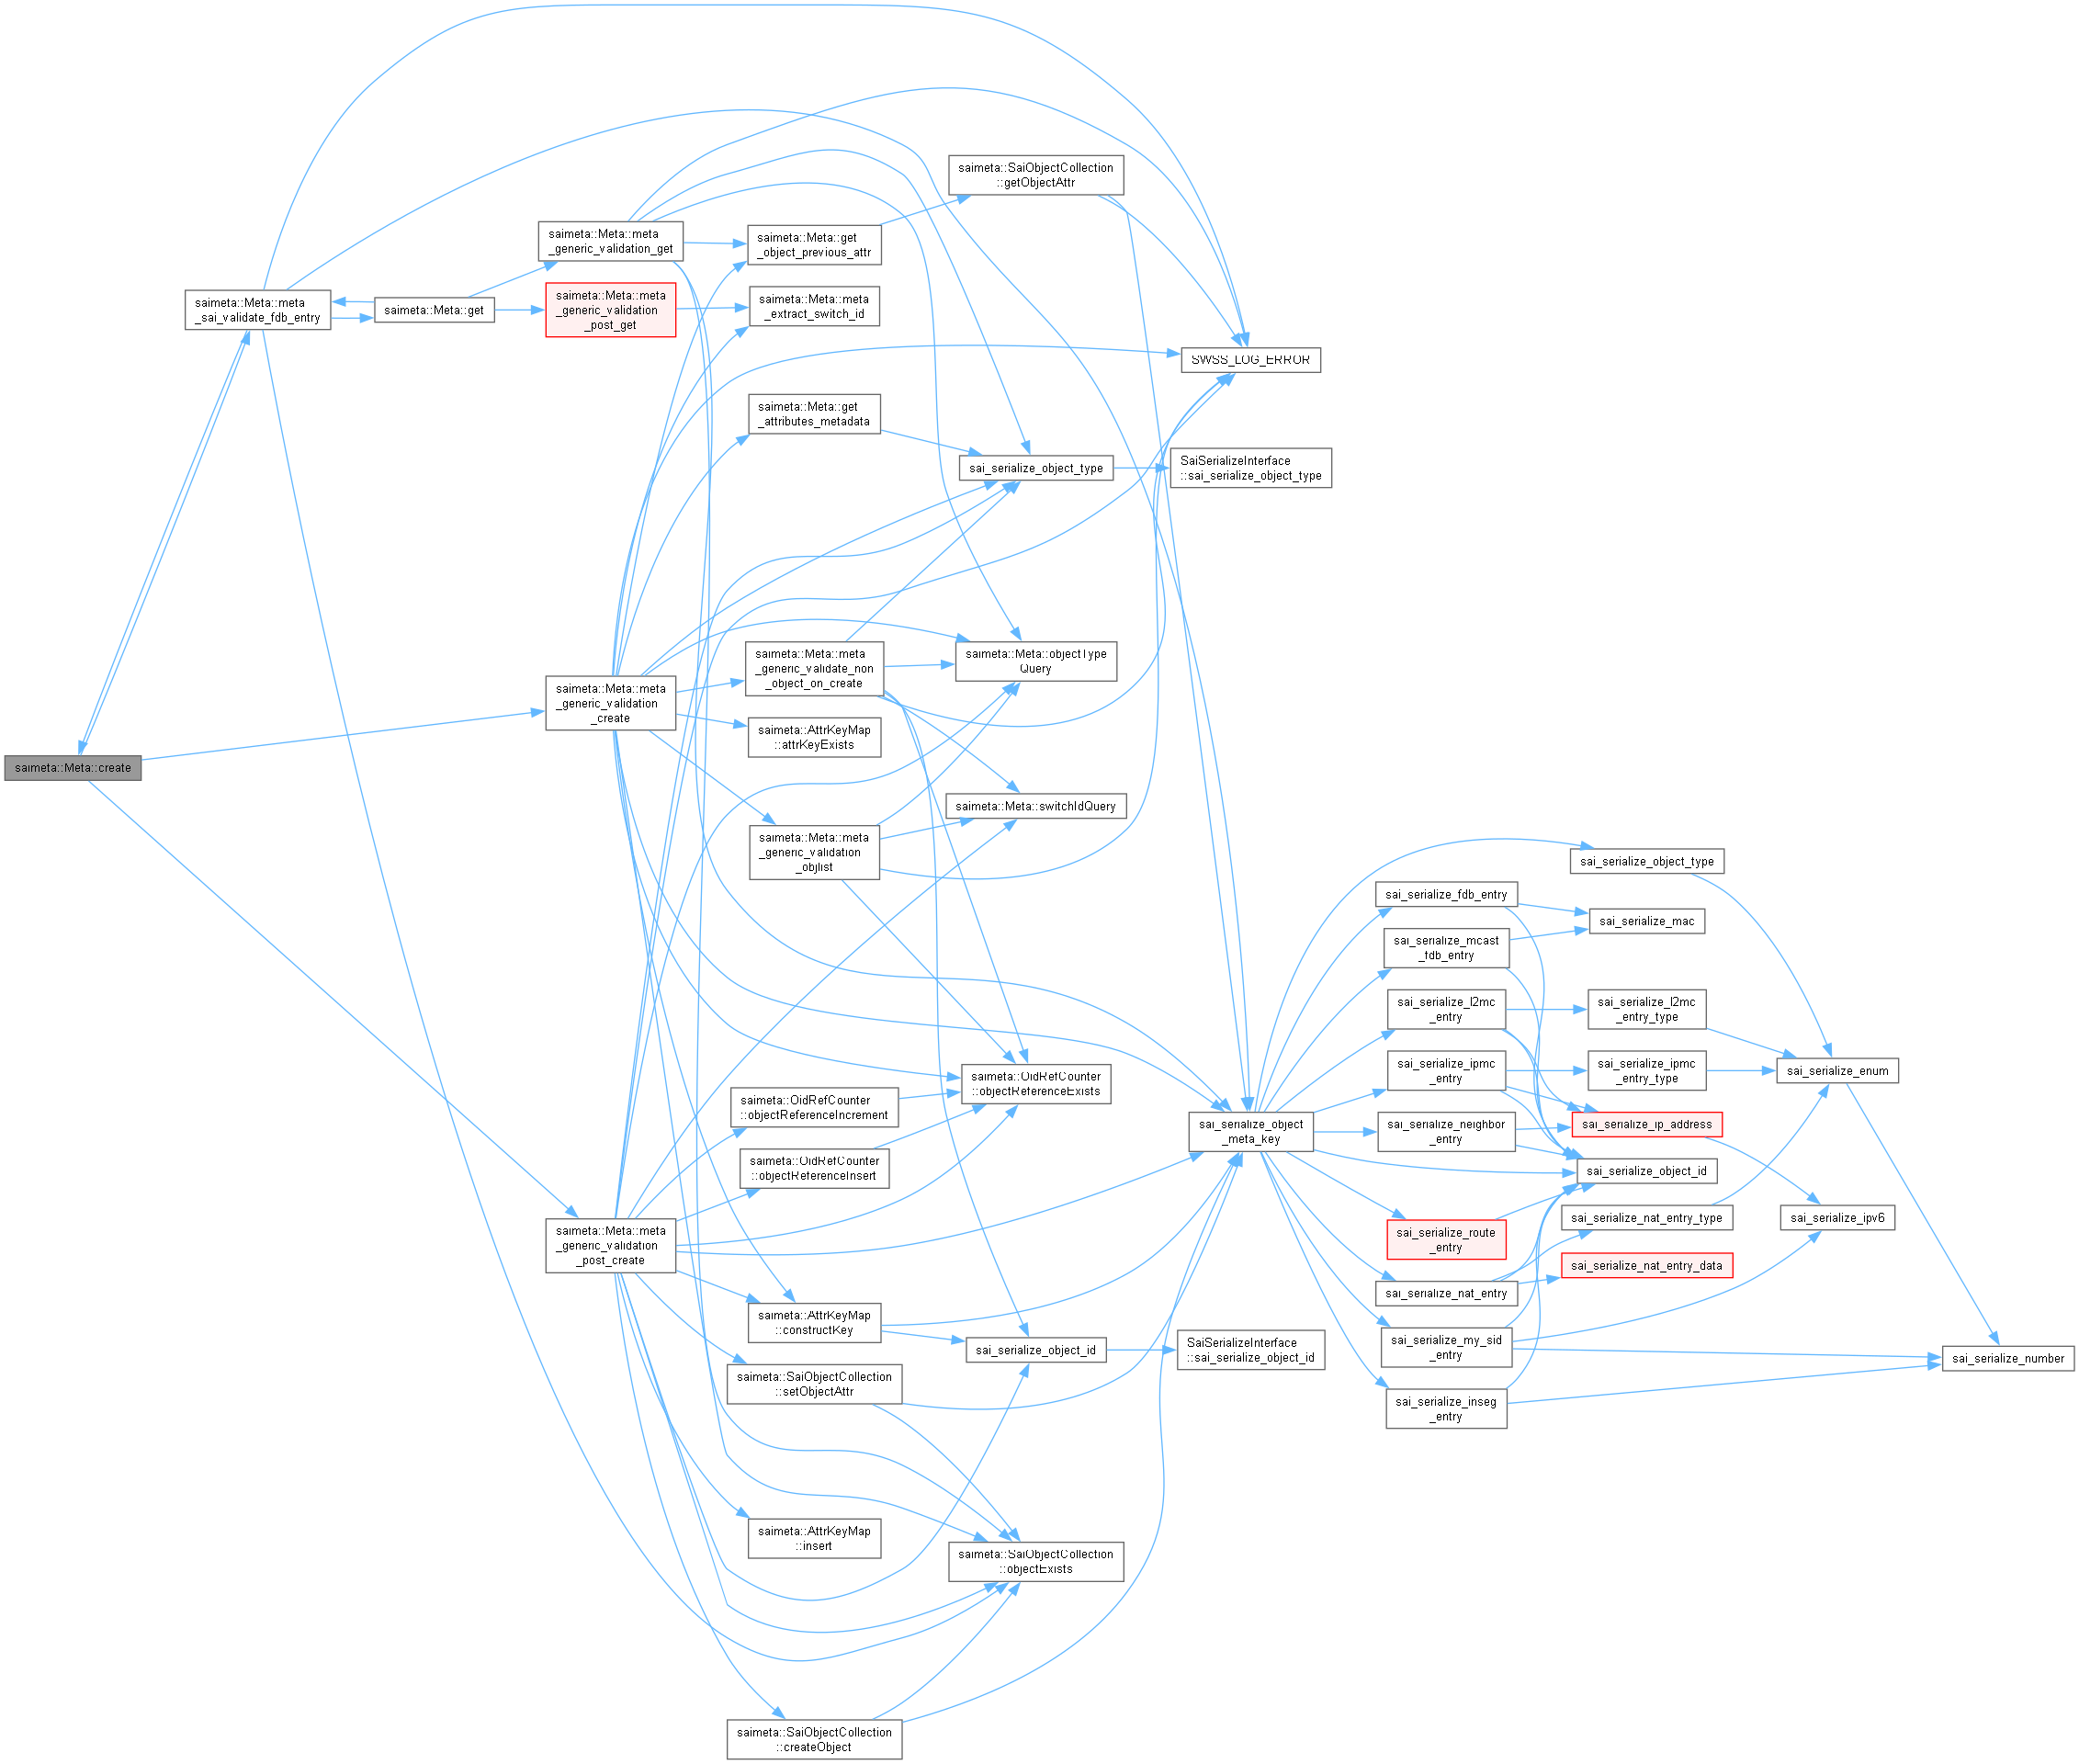 saimeta::Meta::create
saimeta::Meta::meta
_sai_validate_fdb_entry
saimeta::Meta::get
saimeta::Meta::meta
_generic_validation_get
saimeta::Meta::meta
_generic_validation
_post_get
saimeta::Meta::meta
_generic_validation
_create
saimeta::Meta::meta
_generic_validation
_post_create
saimeta::Meta::get
_object_previous_attr
saimeta::Meta::meta
_extract_switch_id
saimeta::Meta::get
_attributes_metadata
saimeta::Meta::meta
_generic_validate_non
_object_on_create
saimeta::AttrKeyMap
::attrKeyExists
saimeta::Meta::meta
_generic_validation
_objlist
saimeta::OidRefCounter
::objectReferenceIncrement
saimeta::OidRefCounter
::objectReferenceInsert
saimeta::AttrKeyMap
::constructKey
saimeta::SaiObjectCollection
::setObjectAttr
saimeta::AttrKeyMap
::insert
saimeta::SaiObjectCollection
::createObject
saimeta::SaiObjectCollection
::getObjectAttr
sai_serialize_object_type
saimeta::Meta::objectType
Query
saimeta::Meta::switchIdQuery
saimeta::OidRefCounter
::objectReferenceExists
sai_serialize_object_id
saimeta::SaiObjectCollection
::objectExists
SWSS_LOG_ERROR
SaiSerializeInterface
::sai_serialize_object_type
sai_serialize_object
_meta_key
SaiSerializeInterface
::sai_serialize_object_id
sai_serialize_fdb_entry
sai_serialize_mcast
_fdb_entry
sai_serialize_l2mc
_entry
sai_serialize_ipmc
_entry
sai_serialize_neighbor
_entry
sai_serialize_route
_entry
sai_serialize_nat_entry
sai_serialize_my_sid
_entry
sai_serialize_inseg
_entry
sai_serialize_object_type
sai_serialize_mac
sai_serialize_l2mc
_entry_type
sai_serialize_ipmc
_entry_type
sai_serialize_ip_address
sai_serialize_object_id
sai_serialize_nat_entry_type
sai_serialize_nat_entry_data
sai_serialize_enum
sai_serialize_ipv6
sai_serialize_number